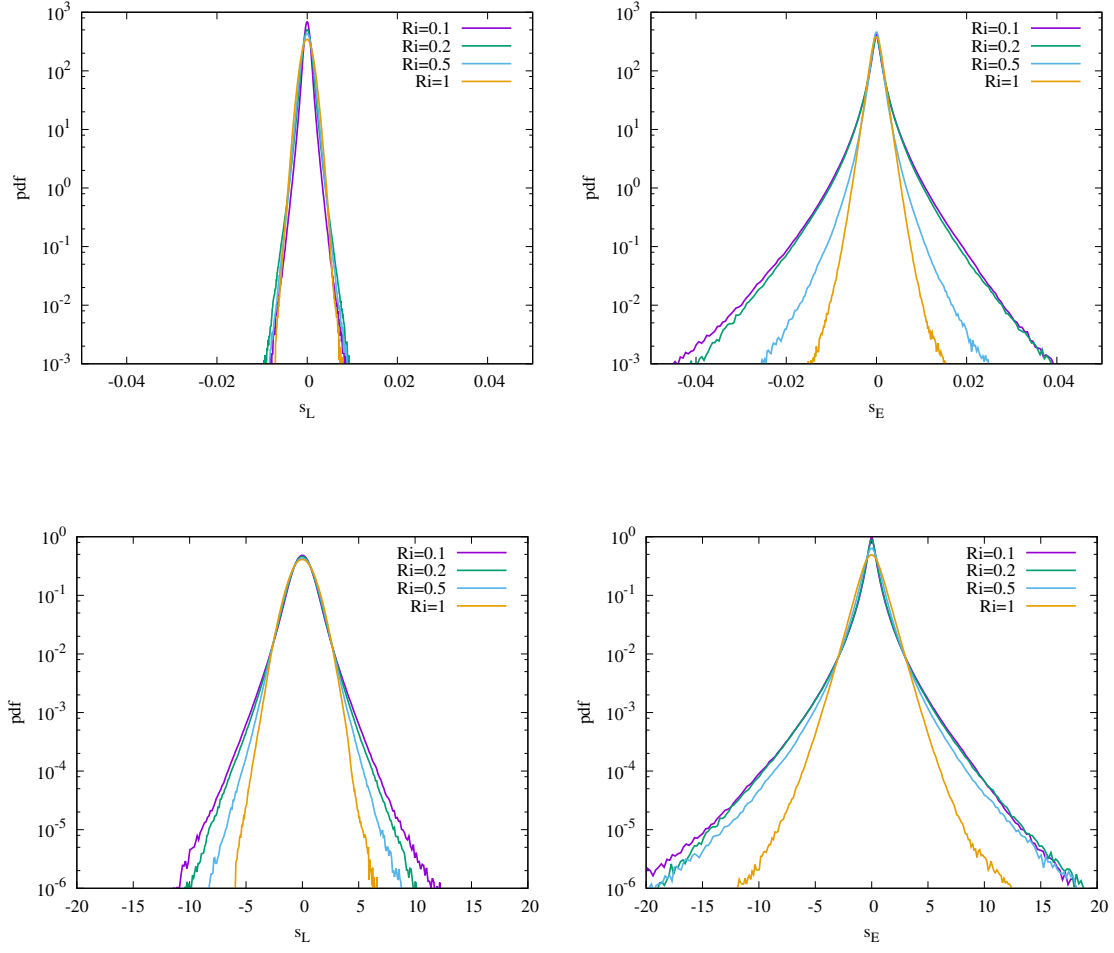 10^3
10^2
10^1
10^0
10^-1
10^-2
10^-3
pdf
-0.04 -0.02 0 0.02 0.04
s_L
Ri=0.1
Ri=0.2
Ri=0.5
Ri=1
10^3
10^2
10^1
10^0
10^-1
10^-2
10^-3
pdf
-0.04 -0.02 0 0.02 0.04
s_E
Ri=0.1
Ri=0.2
Ri=0.5
Ri=1
10^0
10^-1
10^-2
10^-3
10^-4
10^-5
10^-6
pdf
-20 -15 -10 -5 0 5 10 15 20
s_L
Ri=0.1
Ri=0.2
Ri=0.5
Ri=1
10^0
10^-1
10^-2
10^-3
10^-4
10^-5
10^-6
pdf
-20 -15 -10 -5 0 5 10 15 20
s_E
Ri=0.1
Ri=0.2
Ri=0.5
Ri=1